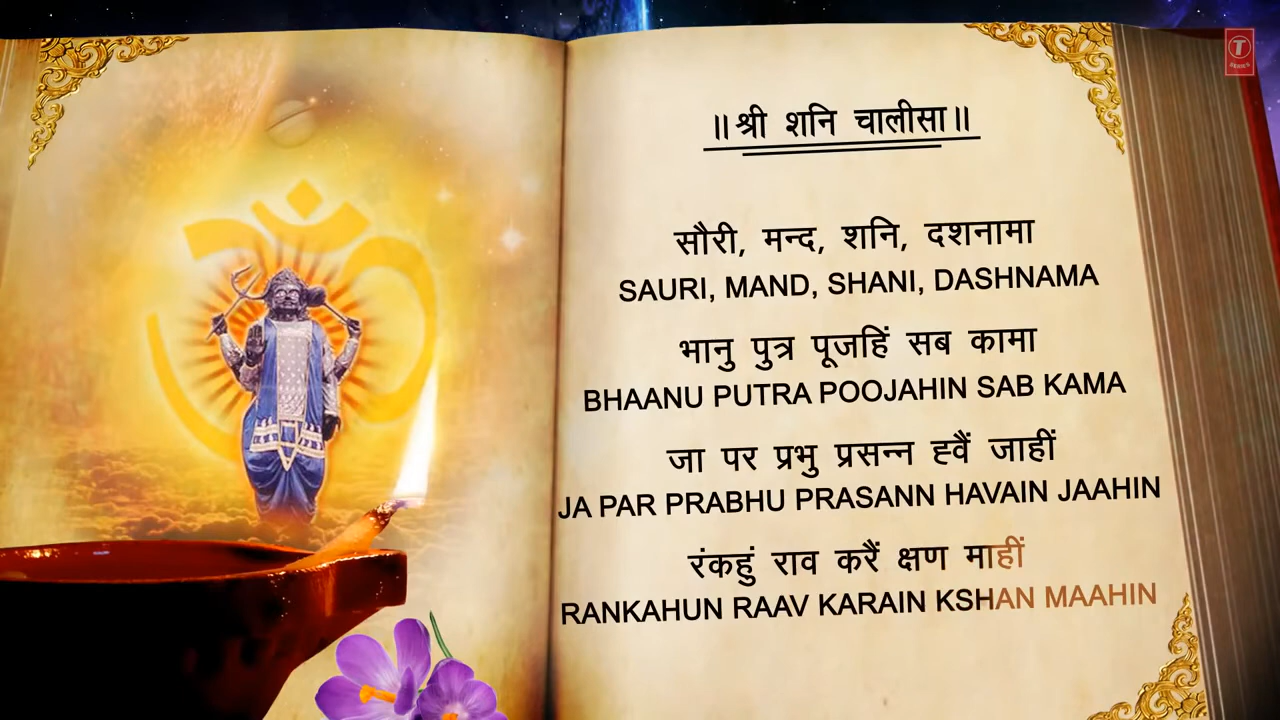 ॥ श्री शनि चालीसा ॥
सौरी, मन्द, शनि, दशनामा
SAURI, MAND, SHANI, DASHNAMA
भानु पुत्र पूजहिं सब कामा
BHAANU PUTRA POOJAHIN SAB KAMA
जा पर प्रभु प्रसन्न ह्वैं जाहीं
JA PAR PRABHU PRASANN HAVAIN JAAHIN
रंकहुं राव करैं क्षण माहीं
RANKAHUN RAAV KARAIN KSHAN MAAHIN
T
SERIES